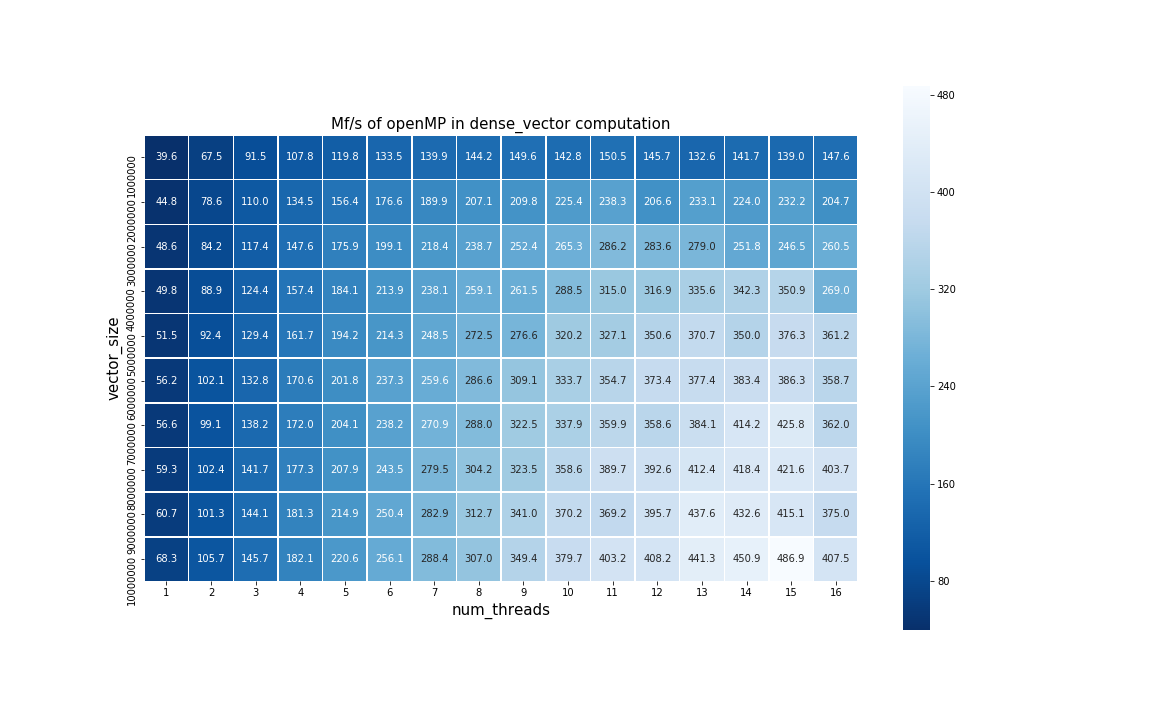 Mf/s of openMP in dense_vector computation
vector_size
1000000 39.6 67.5 91.5 107.8 119.8 133.5 139.9 144.2 149.6 142.8 150.5 145.7 132.6 141.7 139.0 147.6
2000000 44.8 78.6 110.0 134.5 156.4 176.6 189.9 207.1 209.8 225.4 238.3 206.6 233.1 224.0 232.2 204.7
3000000 48.6 84.2 117.4 147.6 175.9 199.1 218.4 238.7 252.4 265.3 286.2 283.6 279.0 251.8 246.5 260.5
4000000 49.8 88.9 124.4 157.4 184.1 213.9 238.1 259.1 261.5 288.5 315.0 316.9 335.6 342.3 350.9 269.0
5000000 51.5 92.4 129.4 161.7 194.2 214.3 248.5 272.5 276.6 320.2 327.1 350.6 370.7 350.0 376.3 361.2
6000000 56.2 102.1 132.8 170.6 201.8 237.3 259.6 286.6 309.1 333.7 354.7 373.4 377.4 383.4 386.3 358.7
7000000 56.6 99.1 138.2 172.0 204.1 238.2 270.9 288.0 322.5 337.9 359.9 358.6 384.1 414.2 425.8 362.0
8000000 59.3 102.4 141.7 177.3 207.9 243.5 279.5 304.2 323.5 358.6 389.7 392.6 412.4 418.4 421.6 403.7
9000000 60.7 101.3 144.1 181.3 214.9 250.4 282.9 312.7 341.0 370.2 369.2 395.7 437.6 432.6 415.1 375.0
10000000 68.3 105.7 145.7 182.1 220.6 256.1 288.4 307.0 349.4 379.7 403.2 408.2 441.3 450.9 486.9 407.5
1 2 3 4 5 6 7 8 9 10 11 12 13 14 15 16
num_threads
480
400
320
240
160
80